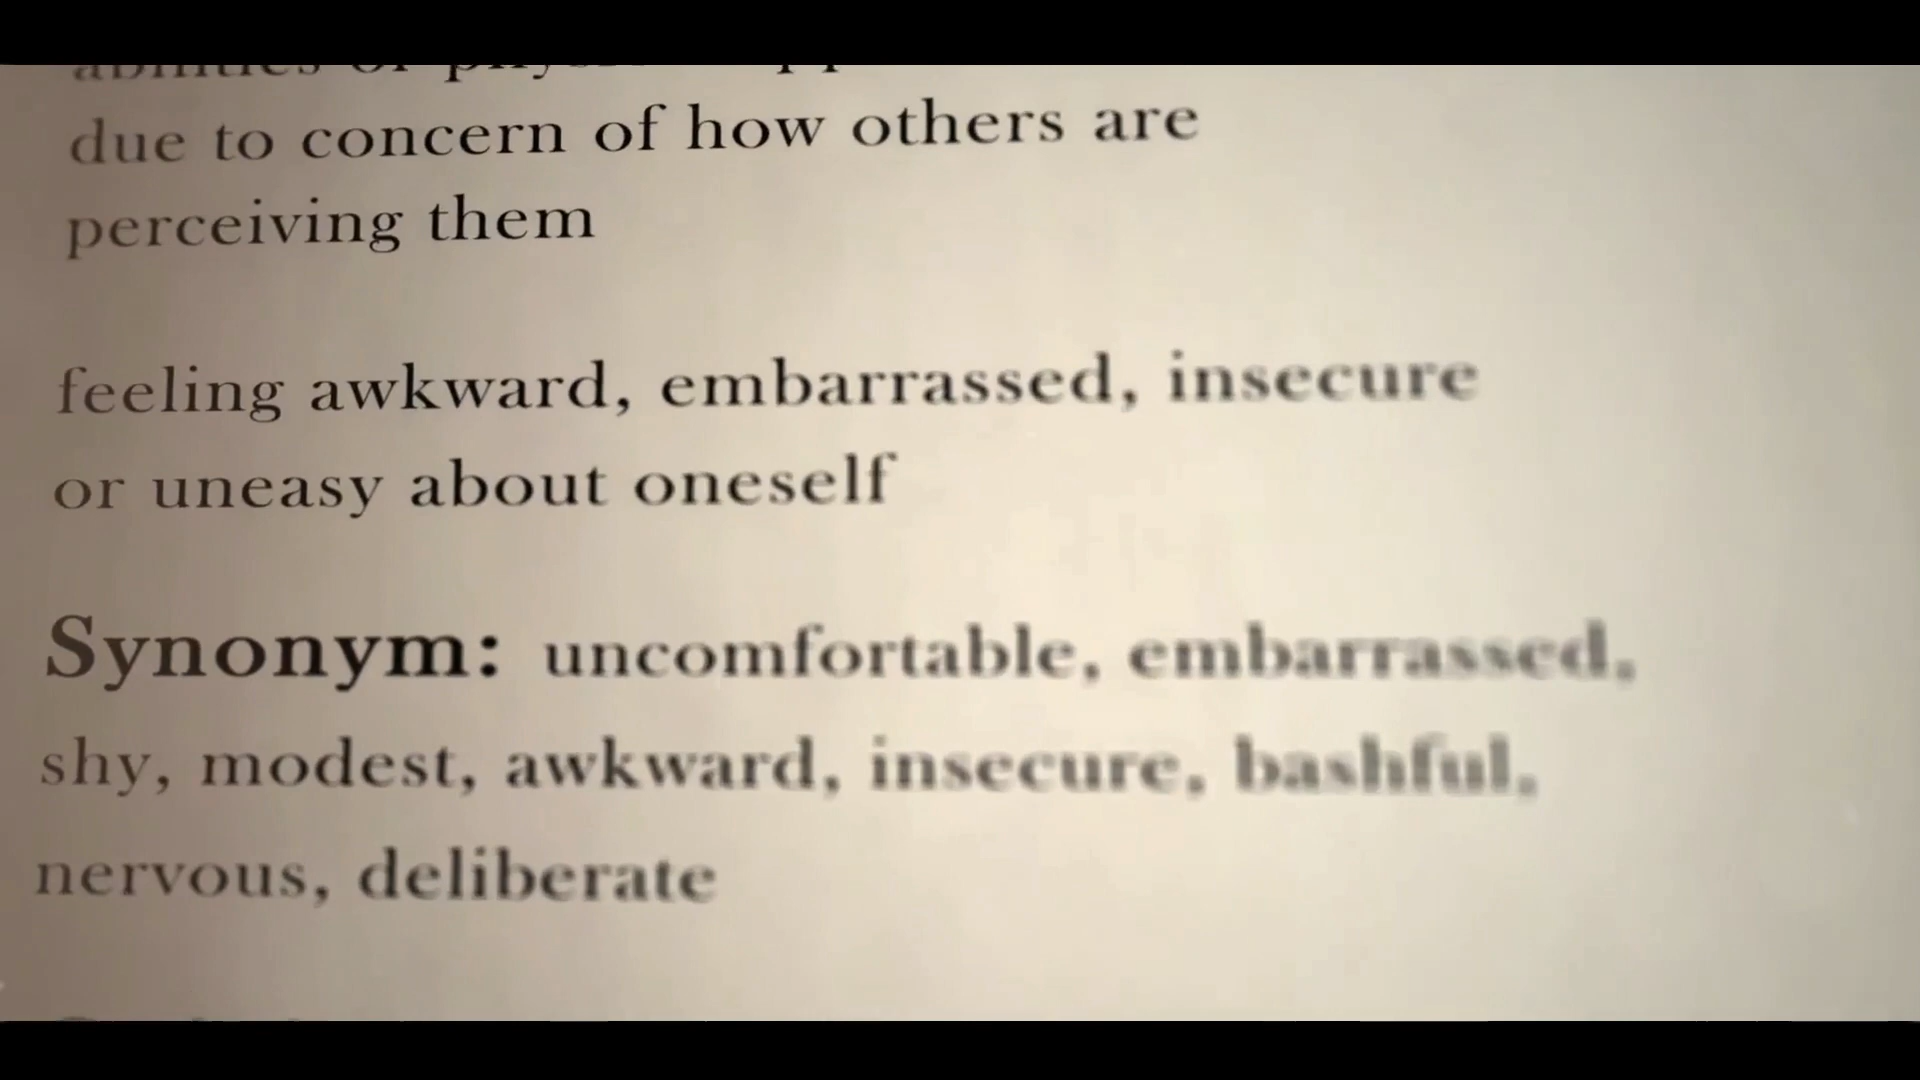 due to concern of how others are
perceiving them
feeling awkward, embarrassed, insecure
or uneasy about oneself
Synonym: uncomfortable, embarrassed,
shy, modest, awkward, insecure, bashful,
nervous, deliberate